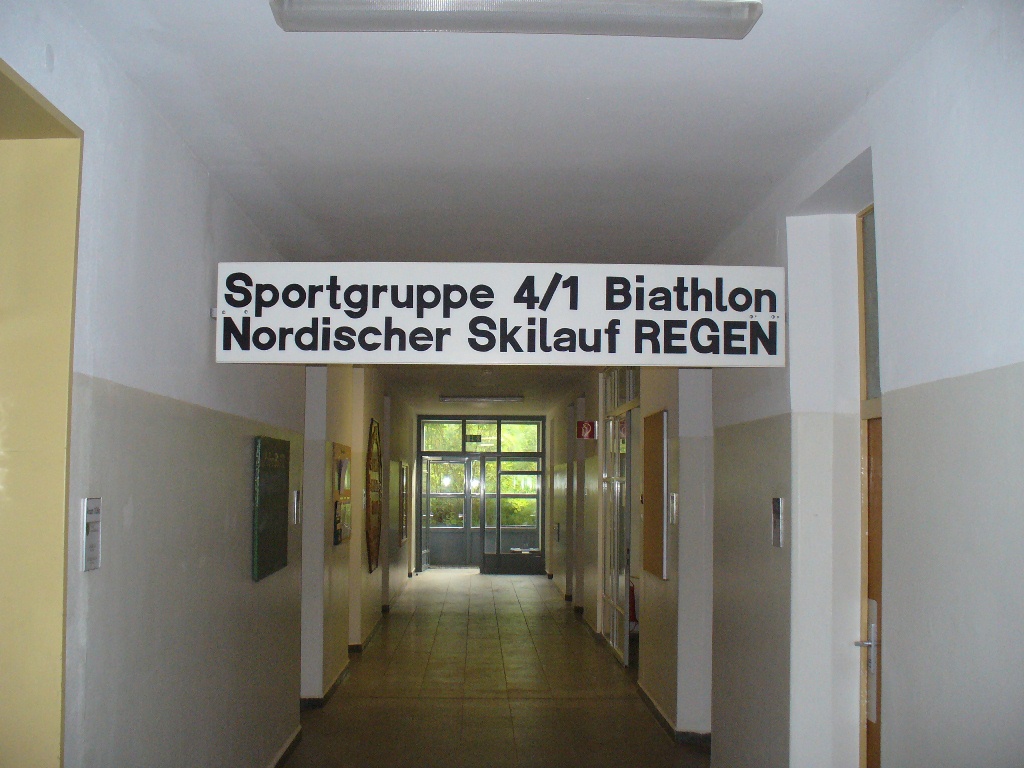 Sportgruppe 4/1 Biathlon
Nordischer Skilauf REGEN